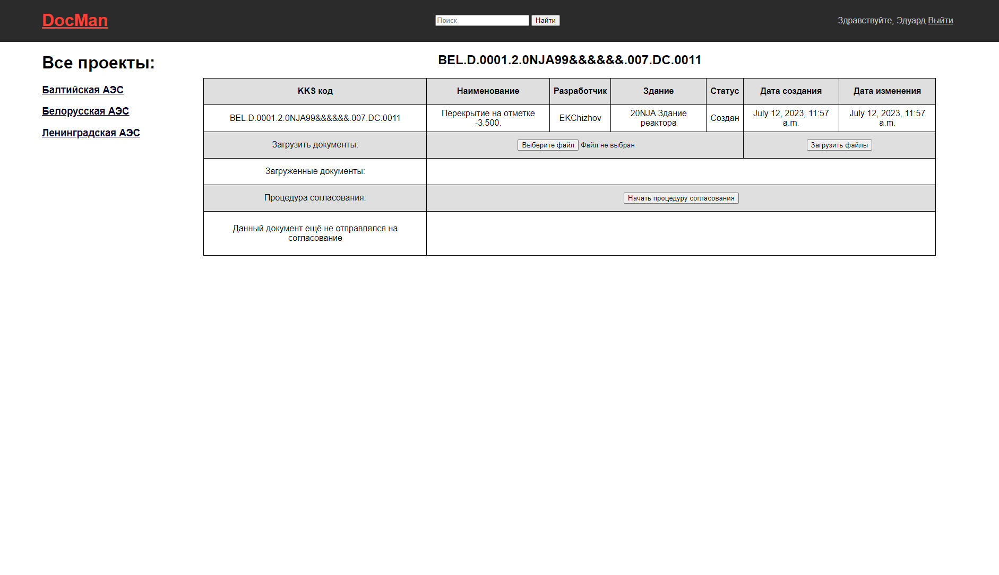 DocMan
Поиск
Найти
Здравствуйте, Эдуард Выйти
Все проекты:
Балтийская АЭС
Белорусская АЭС
Ленинградская АЭС
BEL.D.0001.2.0NJA99&&&&&&.007.DC.0011
KKS код
Наименование
Разработчик
Здание
Статус
Дата создания
Дата изменения
BEL.D.0001.2.0NJA99&&&&&&.007.DC.0011
Перекрытие на отметке
-3.500.
EKChizhov
20NJA Здание
реактора
Создан
July 12, 2023, 11:57
a.m.
July 12, 2023, 11:57
a.m.
Загрузить документы:
Выберите файл Файл не выбран
Загрузить файлы
Загруженные документы:
Процедура согласования:
Начать процедуру согласования
Данный документ ещё не отправлялся на
согласование